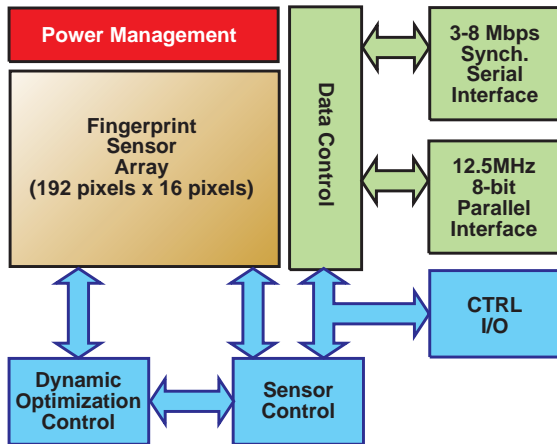 Power Management
Fingerprint
Sensor
Array
(192 pixels x 16 pixels)
Data Control
3-8 Mbps
Synch.
Serial
Interface
12.5MHz
8-bit
Parallel
Interface
CTRL
I/O
Dynamic
Optimization
Control
Sensor
Control